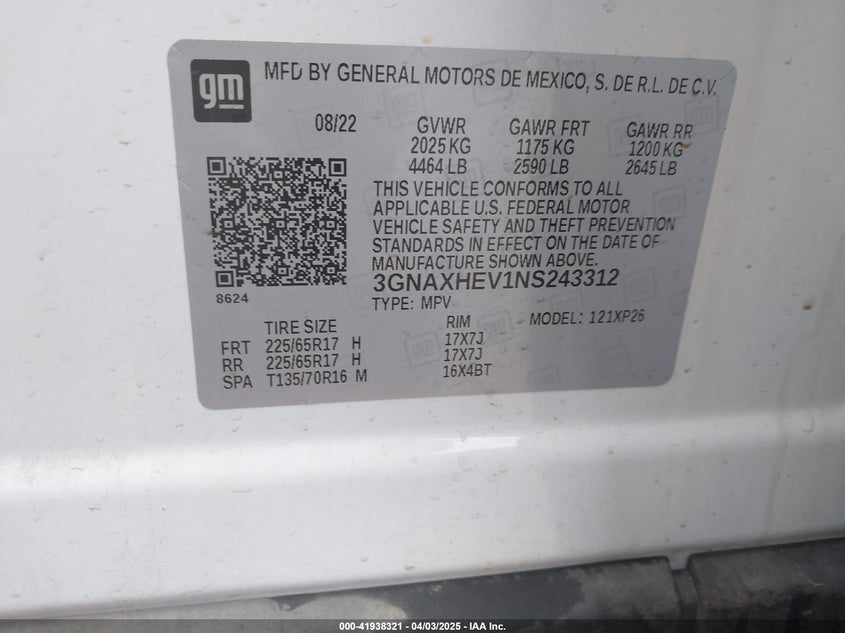 gm
MFD BY GENERAL MOTORS DE MEXICO, S. DE R.L. DE C.V.
08/22 GVWR GAWR FRT GAWR RR
2025 KG 1175 KG 1200 KG
4464 LB 2590 LB 2645 LB
THIS VEHICLE CONFORMS TO ALL
APPLICABLE U.S. FEDERAL MOTOR
VEHICLE SAFETY AND THEFT PREVENTION
STANDARDS IN EFFECT ON THE DATE OF
MANUFACTURE SHOWN ABOVE.
8624
3GNAXHEV1NS243312
TYPE: MPV
TIRE SIZE RIM MODEL: 121XP26
FRT 225/65R17 H 17X7J
RR 225/65R17 H 17X7J
SPA T135/70R16 M 16X4BT
000-41938321 | 04/03/2025 - IAA Inc.